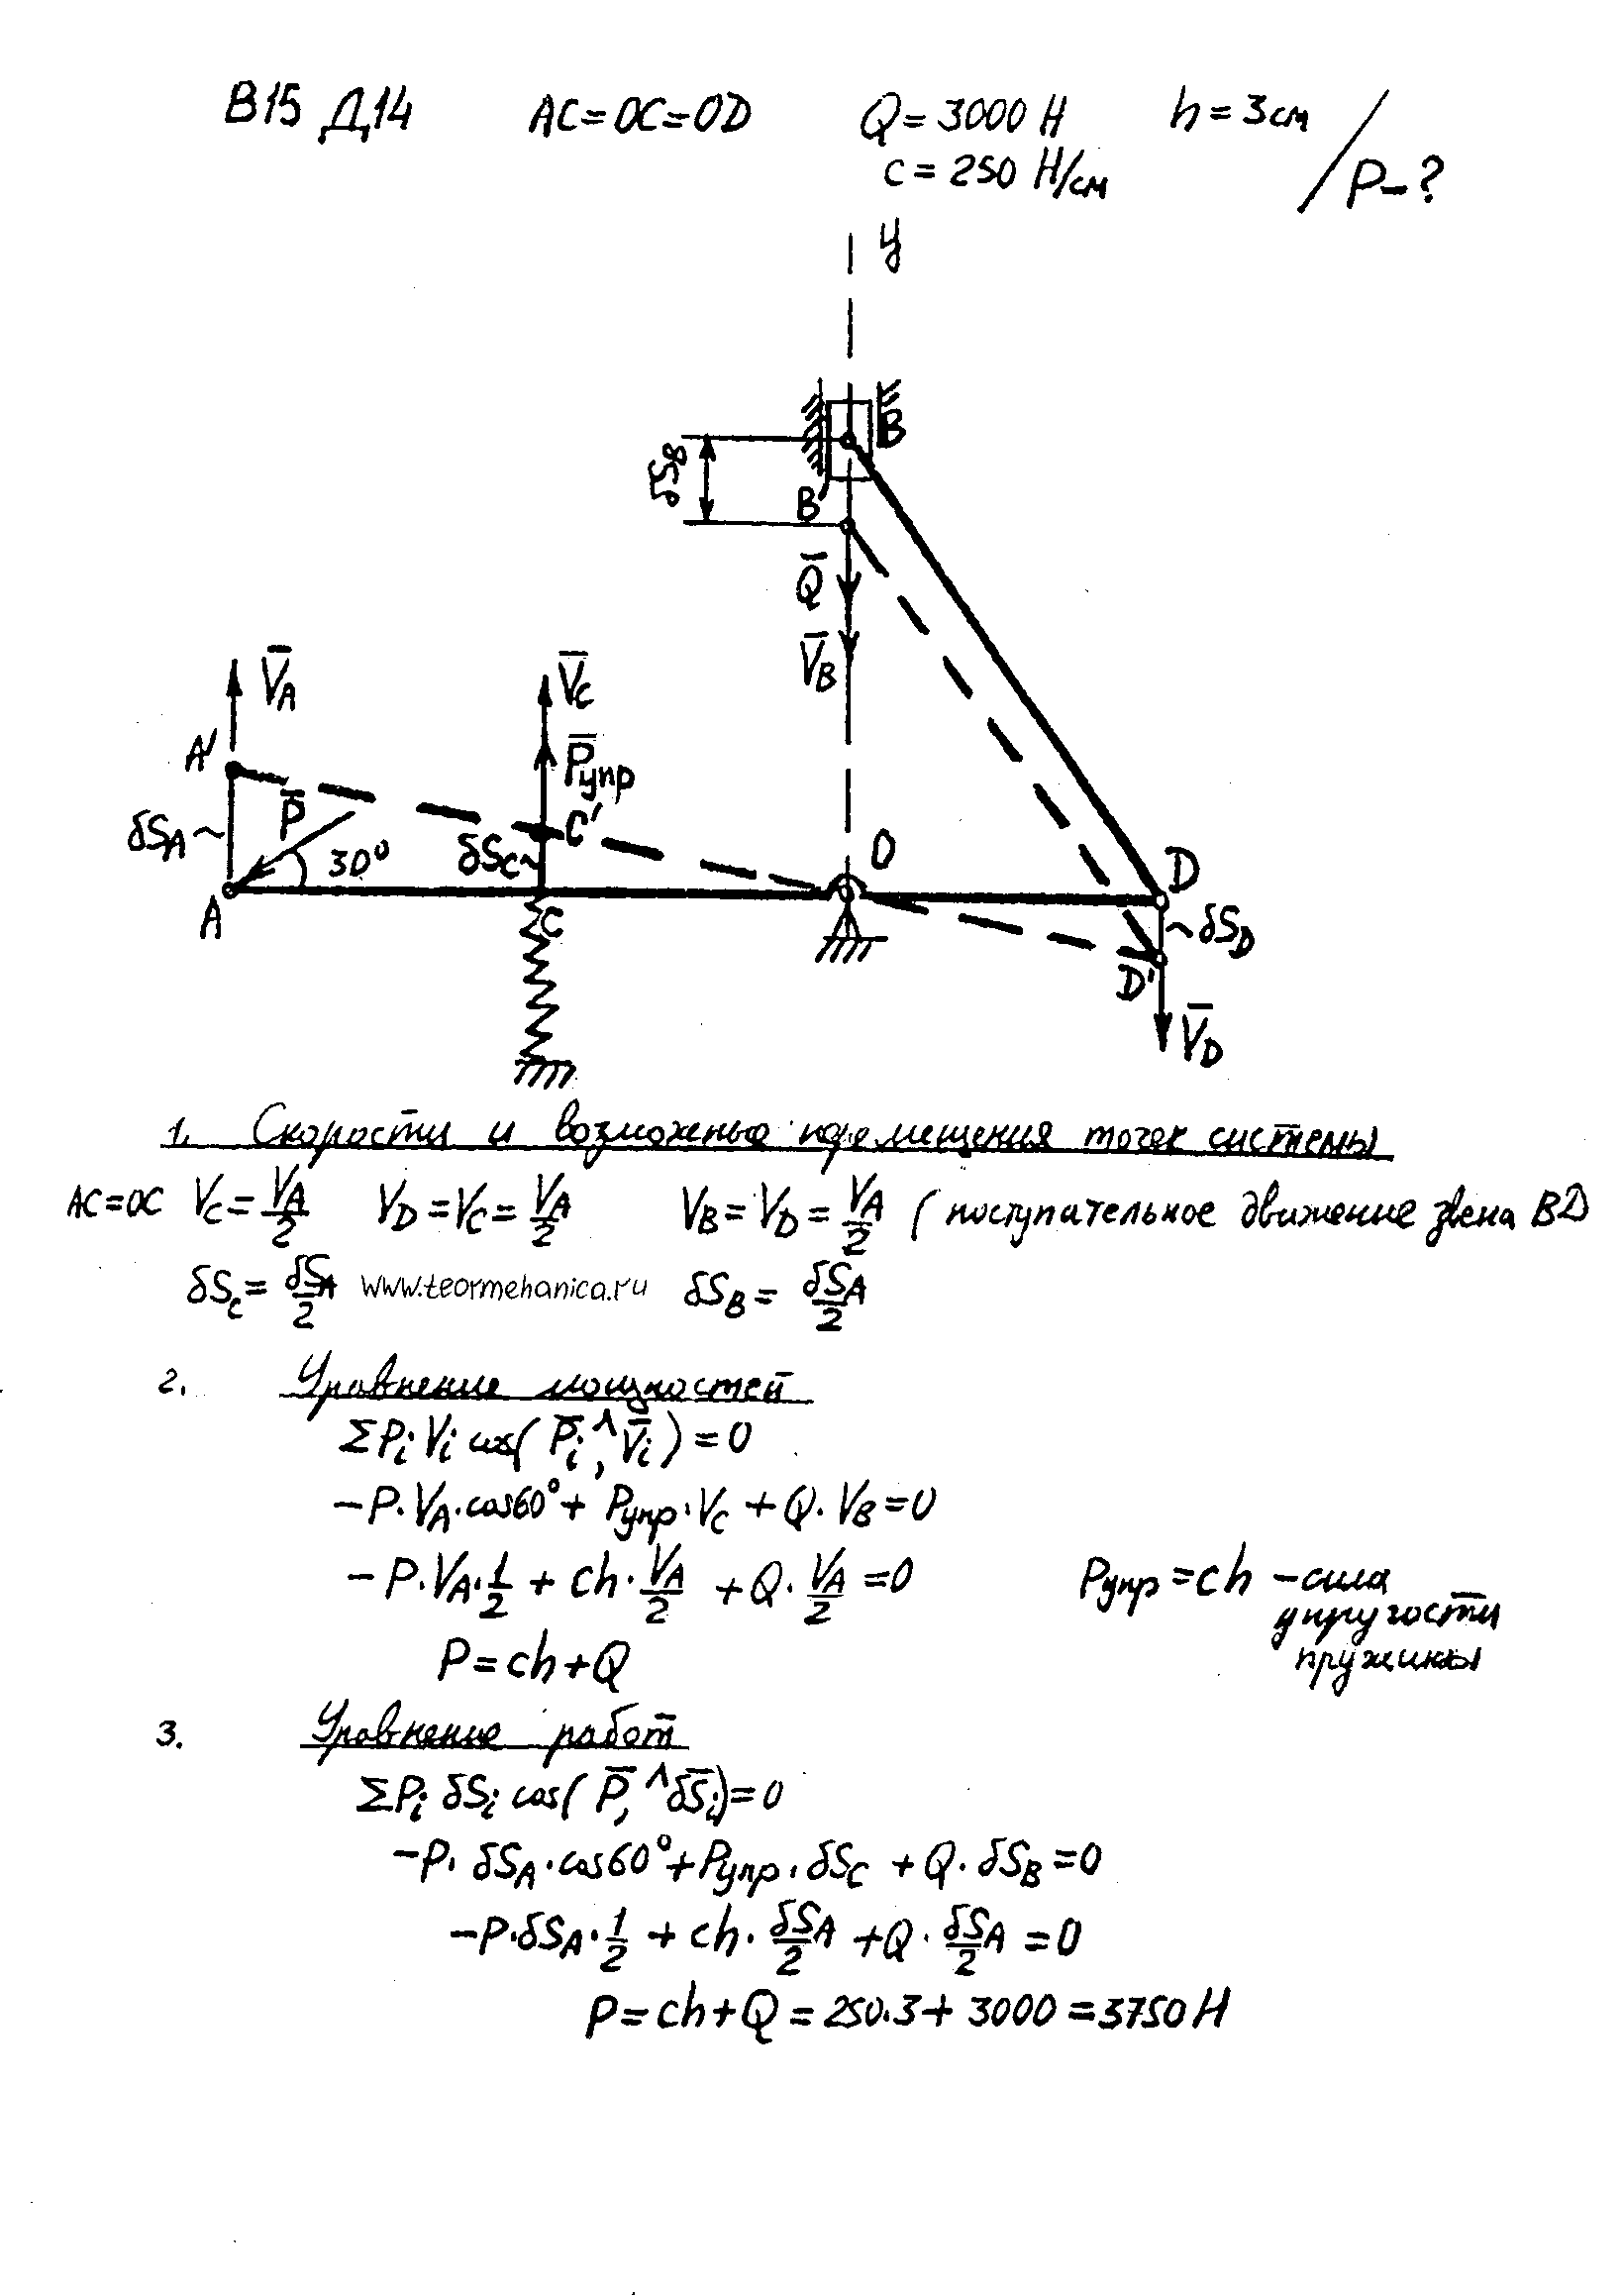 В15 Д14 AC=OC=OD Q=3000 Н h=3см
c=250 Н/см P-?
y
B
δS_B
B'
Q̄
V̄_B
V̄_A V̄_C
A' P̄упр
P̄ C' O
δS_A 30° δS_C D
A C δS_D
D'
V̄_D
1. Скорости и возможные перемещения точек системы
AC=OC V_C=V_A/2 V_D=V_C=V_A/2 V_B=V_D=V_A/2 (поступательное движение звена BD
δS_C=δS_A/2 www.teormehanica.ru δS_B=δS_A/2
2. Уравнение мощностей
ΣP_i V_i cos(P̄_i,^V̄_i)=0
-P·V_A·cos60°+Pупр·V_C+Q·V_B=0
-P·V_A·1/2+ch·V_A/2+Q·V_A/2=0 Pупр=ch -сила
упругости
P=ch+Q пружины
3. Уравнение работ
ΣP_i δS_i cos(P̄,^δS̄_i)=0
-P·δS_A·cos60°+Pупр·δS_C+Q·δS_B=0
-P·δS_A·1/2+ch·δS_A/2+Q·δS_A/2=0
P=ch+Q=250·3+3000=3750Н